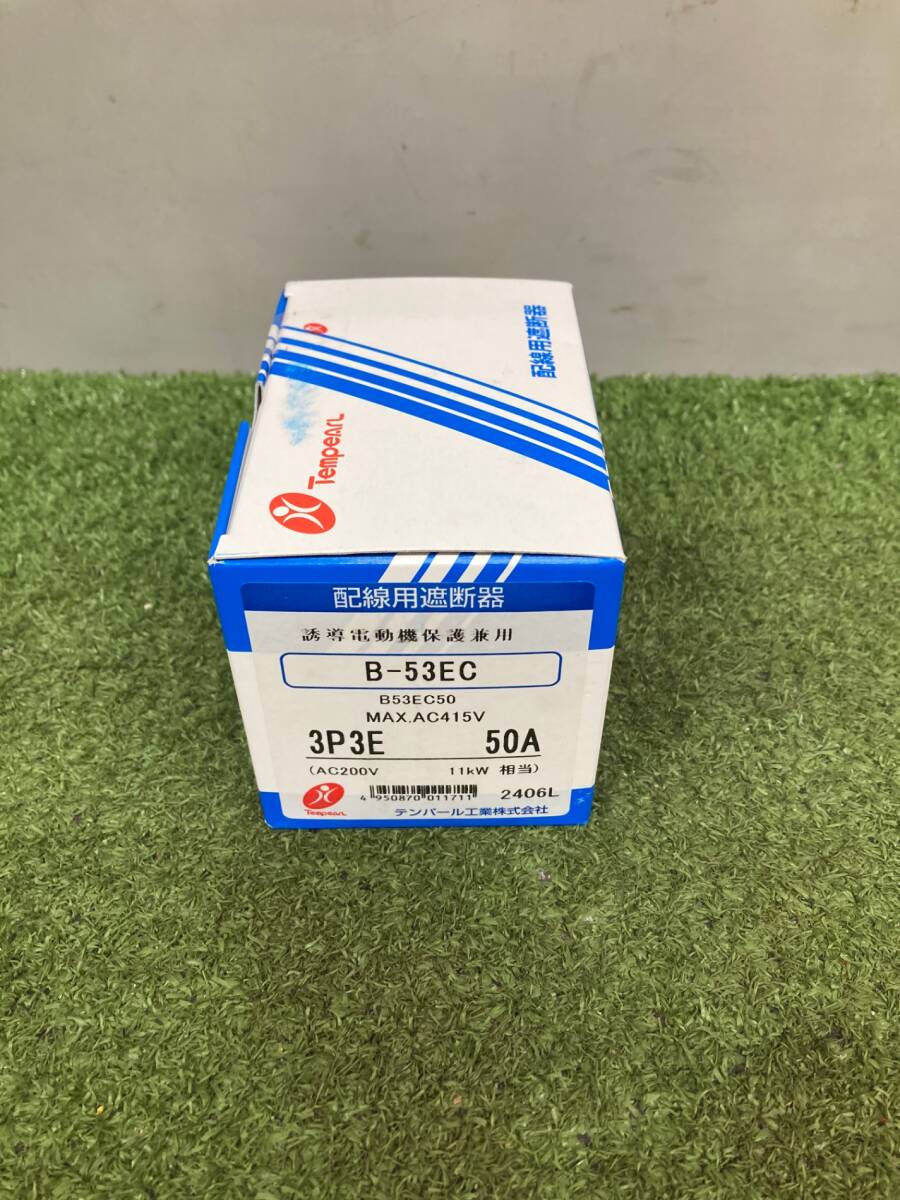 配線用遮断器
Tempearl
配線用遮断器
誘導電動機保護兼用
B-53EC
B53EC50
MAX.AC415V
3P3E 50A
(AC200V 11kW 相当)
4 950870 011711 2406L
Tempearl テンパール工業株式会社